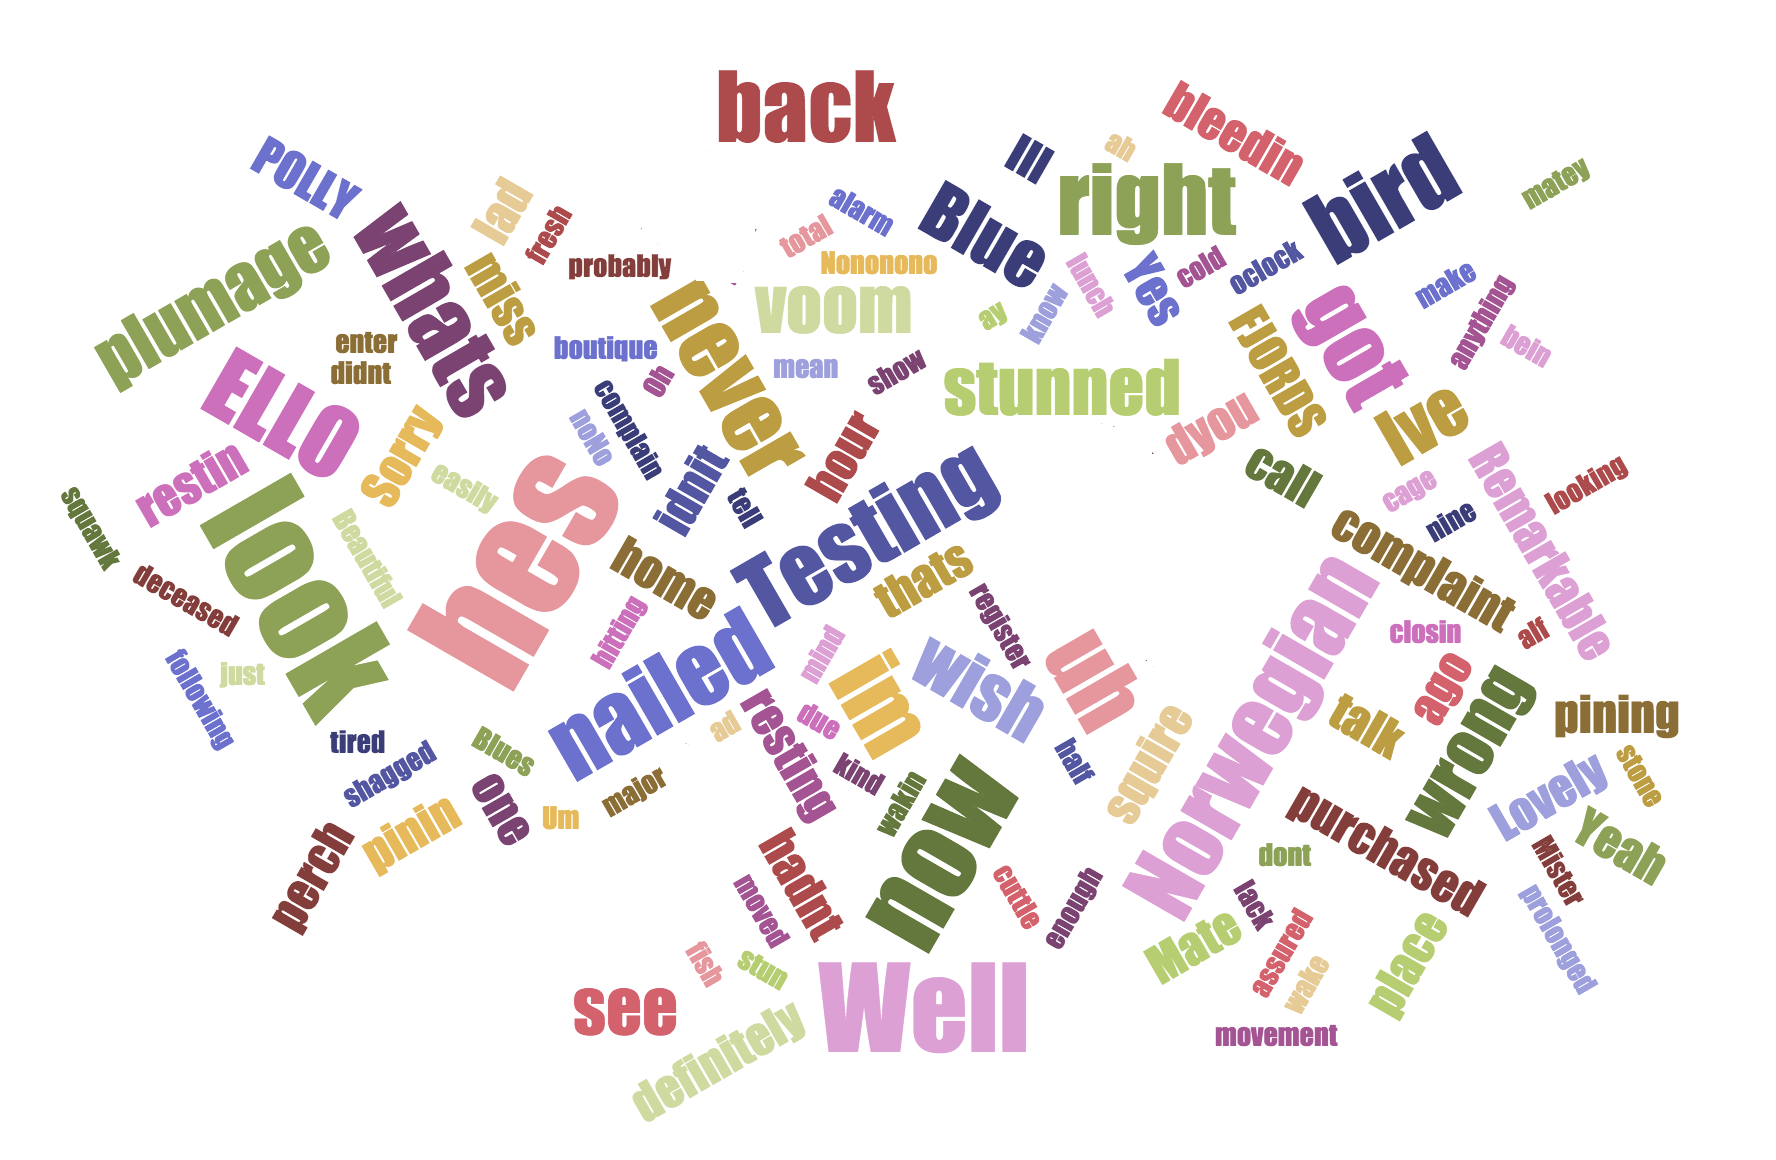 back
bleedin
POLLY
lad
Ill
ah
right
bird
matey
plumage
whats
fresh
miss
probably
total
alarm
Nononono
Blue
lunch
Yes
cold
oclock
make
anything
bein
enter
didnt
boutique
never
voom
ay
know
FJORDS
got
Ive
ELLO
Sorry
noNo
complain
Oh
mean
show
stunned
dyou
restin
easily
hes
idnit
tell
hour
Testing
call
cage
nine
Remarkable
looking
squawk
look
Beautiful
home
thats
complaint
deceased
hitting
register
closin
alf
following
just
nailed
mind
im
wish
uh
Norwegian
ago
wrong
pining
tired
shagged
Blues
ad
resting
due
kind
half
squire
talk
Lovely
stone
perch
pinin
one
Um
major
wakin
now
purchased
Yeah
hadnt
moved
cuttle
enough
dont
lack
Mister
prolonged
fish
stun
Mate
assured
wake
place
see
Well
definitely
movement